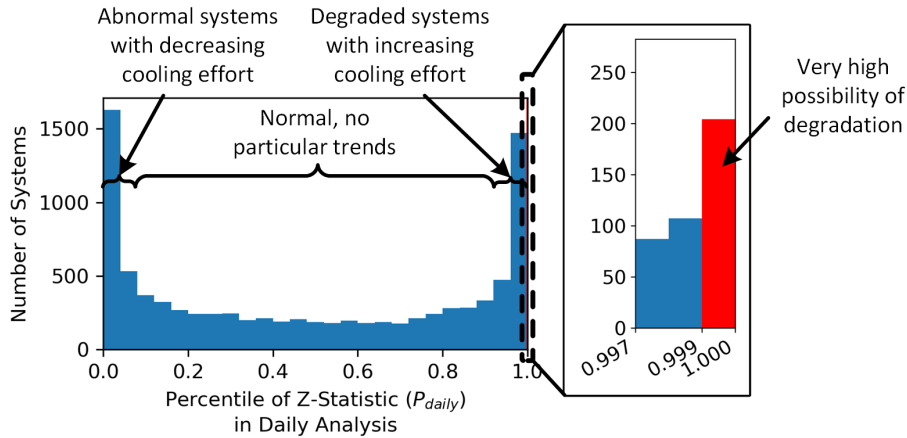 Abnormal systems
with decreasing
cooling effort
Degraded systems
with increasing
cooling effort
Normal, no
particular trends
Very high
possibility of
degradation
Number of Systems
1500
1000
500
0
0.0
0.2
0.4
0.6
0.8
1.0
Percentile of Z-Statistic (P_daily)
in Daily Analysis
250
200
150
100
50
0
0.997
0.999
1.000